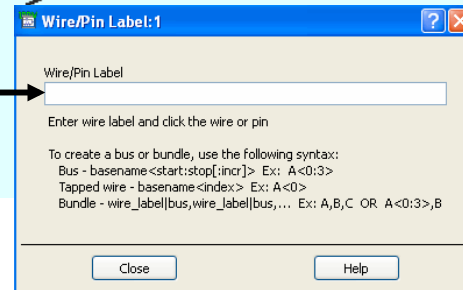 Wire/Pin Label:1
Wire/Pin Label
Enter wire label and click the wire or pin
To create a bus or bundle, use the following syntax:
Bus - basename<start:stop[:incr]> Ex: A<0:3>
Tapped wire - basename<index> Ex: A<0>
Bundle - wire_label|bus,wire_label|bus,... Ex: A,B,C OR A<0:3>,B
Close Help